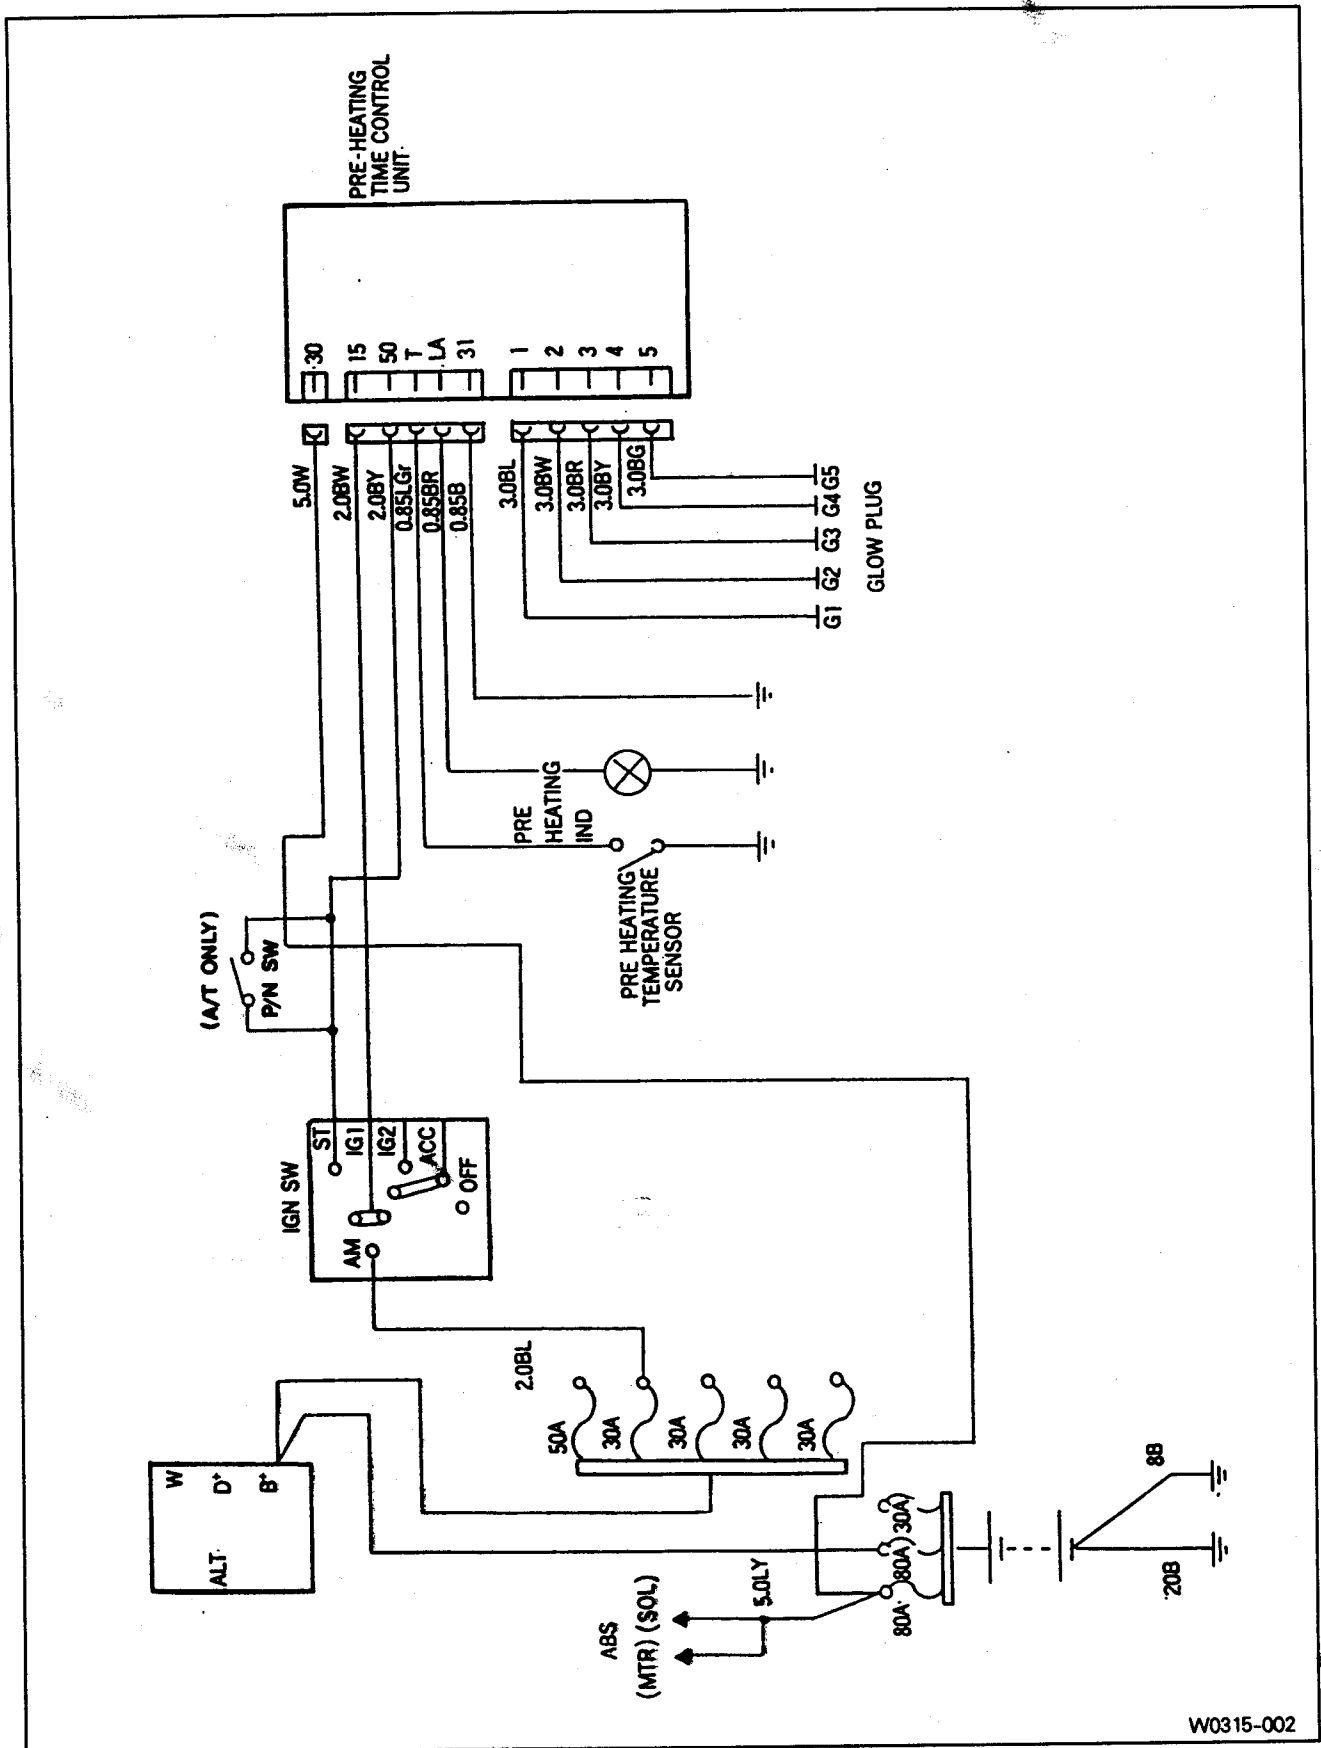 PRE-HEATING
TIME CONTROL
UNIT
30
15
50
T
LA
31
1
2
3
4
5
5.0W
2.0BW
2.0BY
0.85LGr
0.85BR
0.85B
3.0BL
3.0BW
3.0BR
3.0BY
3.0BG
G1
G2
G3
G4
G5
GLOW PLUG
PRE
HEATING
IND
PRE HEATING
TEMPERATURE
SENSOR
(A/T ONLY)
P/N SW
IGN SW
ST
IG1
IG2
ACC
AM
OFF
2.0BL
50A
30A
30A
30A
30A
W
D+
B+
ALT
ABS
(MTR) (SOL)
5.0LY
80A
80A
30A
8B
20B
W0315-002